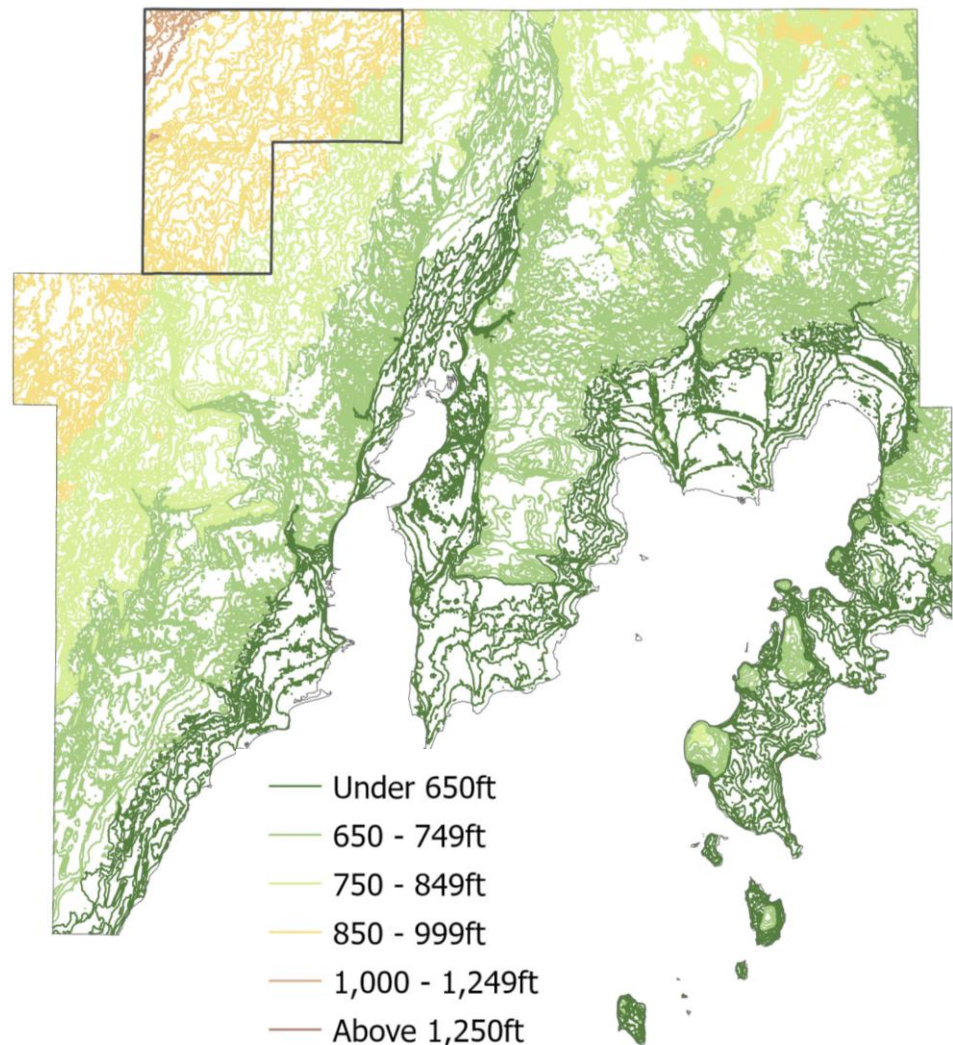 Under 650ft
650 - 749ft
750 - 849ft
850 - 999ft
1,000 - 1,249ft
Above 1,250ft